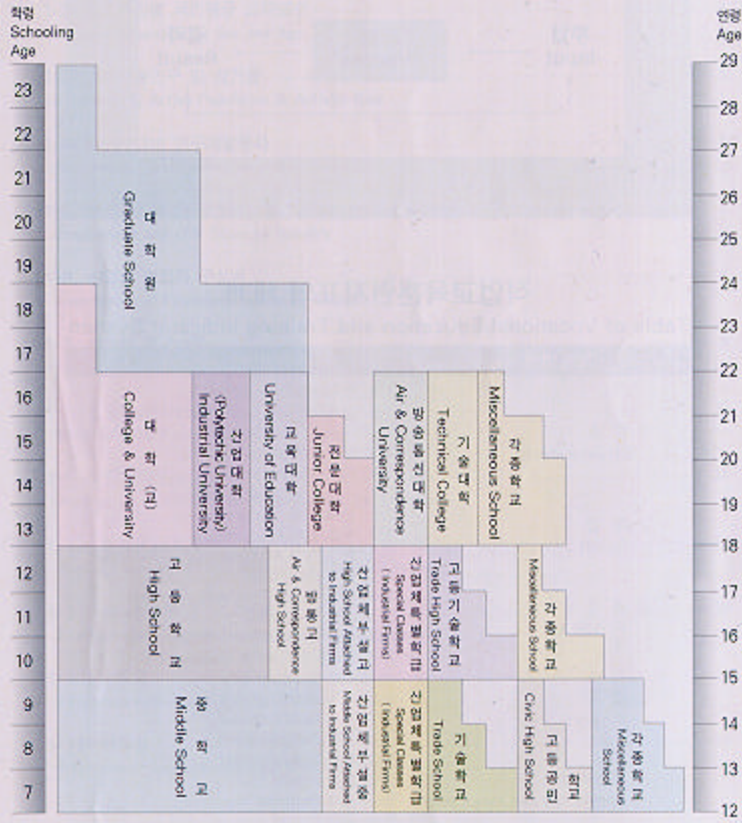 학령
Schooling
Age
연령
Age
23
22
21
20
19
18
17
16
15
14
13
12
11
10
9
8
7
29
28
27
26
25
24
23
22
21
20
19
18
17
16
15
14
13
12
대학원
Graduate School
대학(교)
College & University
산업대학
Industrial University
(Polytechic University)
교육대학
University of Education
전문대학
Junior College
방송통신대학
Air & Correspondence
University
기술대학
Technical College
각종학교
Miscellaneous School
고등학교
High School
방통고
Air & Correspondence
High School
산업체부설고
High School Attached
to Industrial Firms
산업체특별학급
Special Classes
( Industrial Firms)
고등기술학교
Trade High School
각종학교
Miscellaneous School
중학교
Middle School
산업체부설중
Middle School Attached
to Industrial Firms
산업체특별학급
Special Classes
( Industrial Firms)
기술학교
Trade School
고등공민
학교
Civic High School
각종학교
Miscellaneous
School